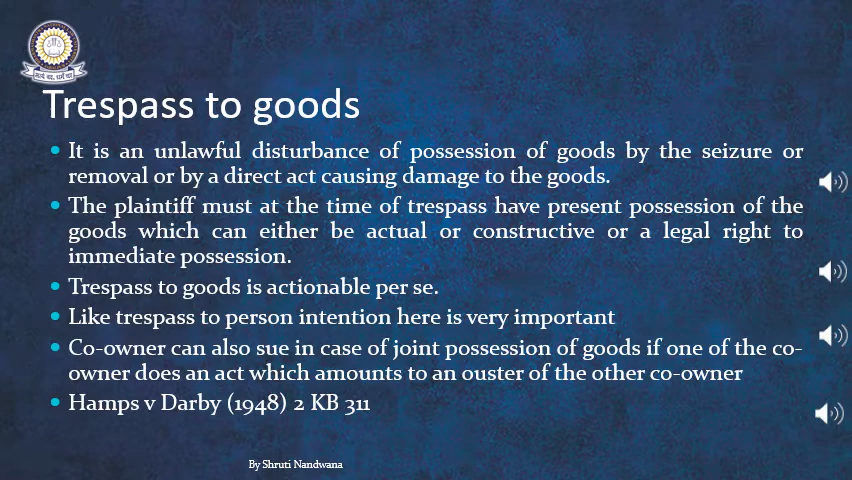 Trespass to goods
• It is an unlawful disturbance of possession of goods by the seizure or
removal or by a direct act causing damage to the goods.
• The plaintiff must at the time of trespass have present possession of the
goods which can either be actual or constructive or a legal right to
immediate possession.
• Trespass to goods is actionable per se.
• Like trespass to person intention here is very important
• Co-owner can also sue in case of joint possession of goods if one of the co-
owner does an act which amounts to an ouster of the other co-owner
• Hamps v Darby (1948) 2 KB 311
By Shruti Nandwana